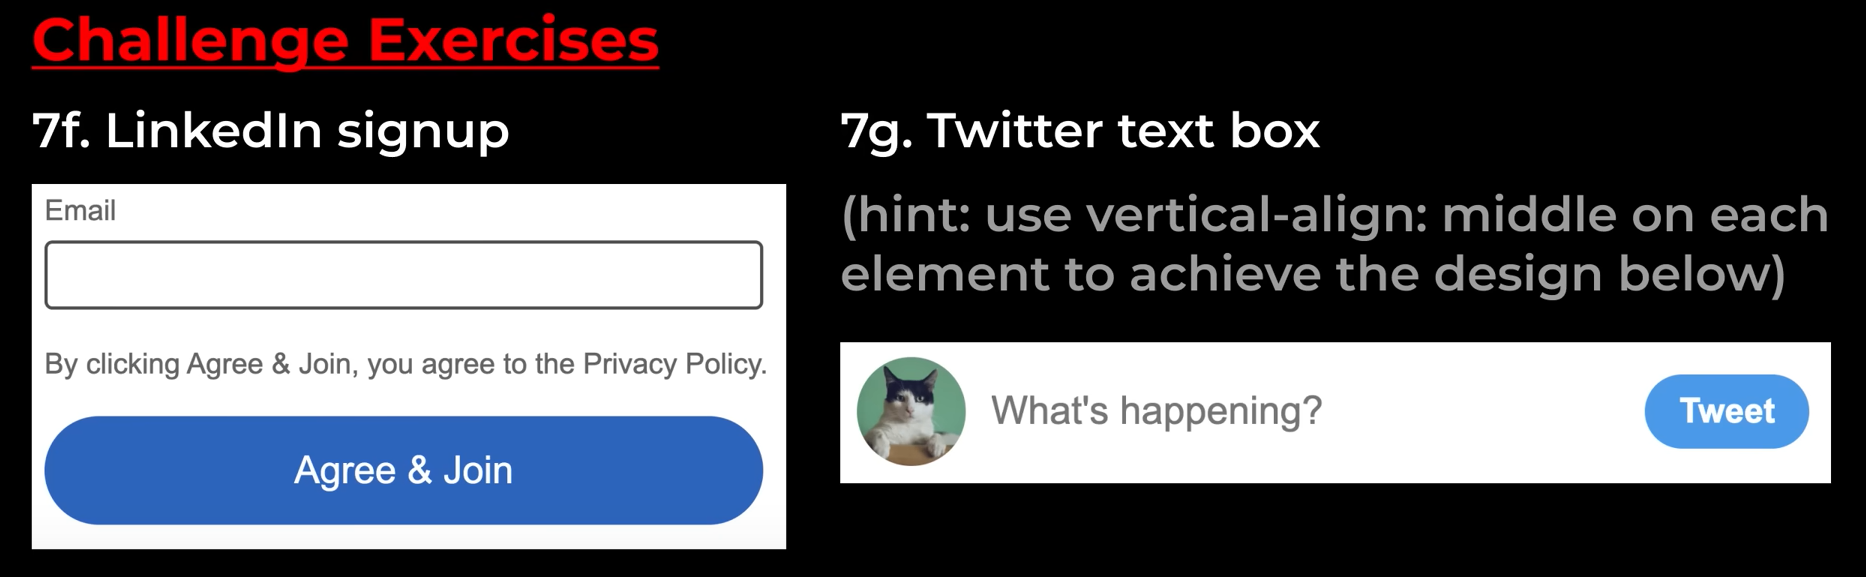 Challenge Exercises
7f. LinkedIn signup
Email
By clicking Agree & Join, you agree to the Privacy Policy.
Agree & Join
7g. Twitter text box
(hint: use vertical-align: middle on each
element to achieve the design below)
What's happening?
Tweet